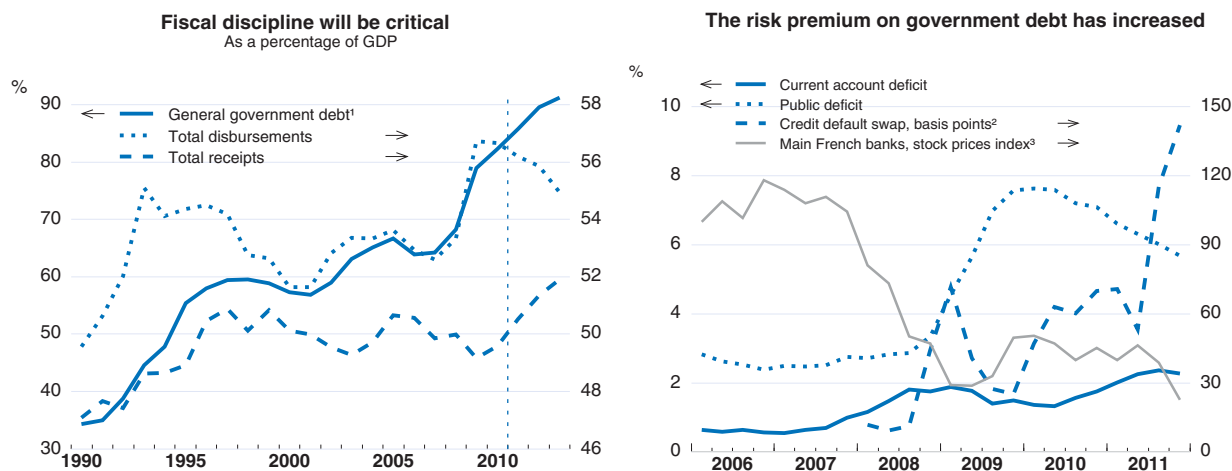 Fiscal discipline will be critical
As a percentage of GDP
%
90
80
70
60
50
40
30
General government debt¹
Total disbursements
Total receipts
58
56
54
52
50
48
46
1990 1995 2000 2005 2010
The risk premium on government debt has increased
%
10
8
6
4
2
0
Current account deficit
Public deficit
Credit default swap, basis points²
Main French banks, stock prices index³
150
120
90
60
30
0
2006 2007 2008 2009 2010 2011